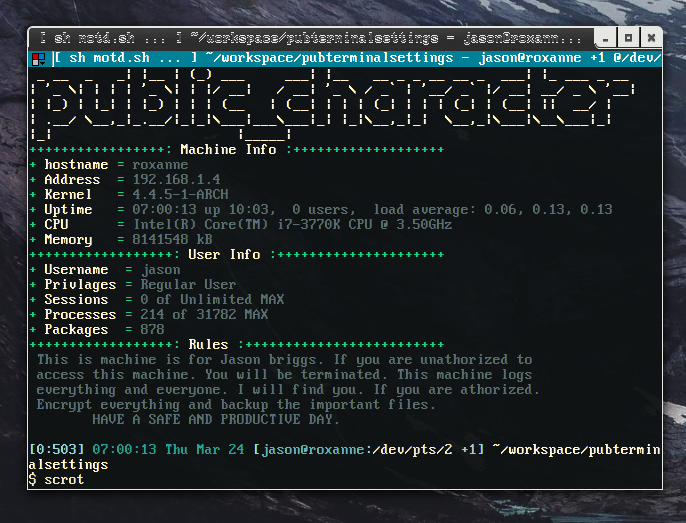 [ sh motd.sh ... ] ~/workspace/pubterminalsettings = jason@roxann...
[ sh motd.sh ... ] ~/workspace/pubterminalsettings - jason@roxanne +1 @/dev/
public_character
+++++++++++++++++: Machine Info :+++++++++++++++++++
+ hostname = roxanne
+ Address = 192.168.1.4
+ Kernel = 4.4.5-1-ARCH
+ Uptime = 07:00:13 up 10:03, 0 users, load average: 0.06, 0.13, 0.13
+ CPU = Intel(R) Core(TM) i7-3770K CPU @ 3.50GHz
+ Memory = 8141548 kB
++++++++++++++++++: User Info :+++++++++++++++++++++
+ Username = jason
+ Privlages = Regular User
+ Sessions = 0 of Unlimited MAX
+ Processes = 214 of 31782 MAX
+ Packages = 878
++++++++++++++++++: Rules :+++++++++++++++++++++++++
This is machine is for Jason briggs. If you are unathorized to
access this machine. You will be terminated. This machine logs
everything and everyone. I will find you. If you are athorized.
Encrypt everything and backup the important files.
HAVE A SAFE AND PRODUCTIVE DAY.
[0:503] 07:00:13 Thu Mar 24 [jason@roxanne:/dev/pts/2 +1] ~/workspace/pubtermin
alsettings
$ scrot